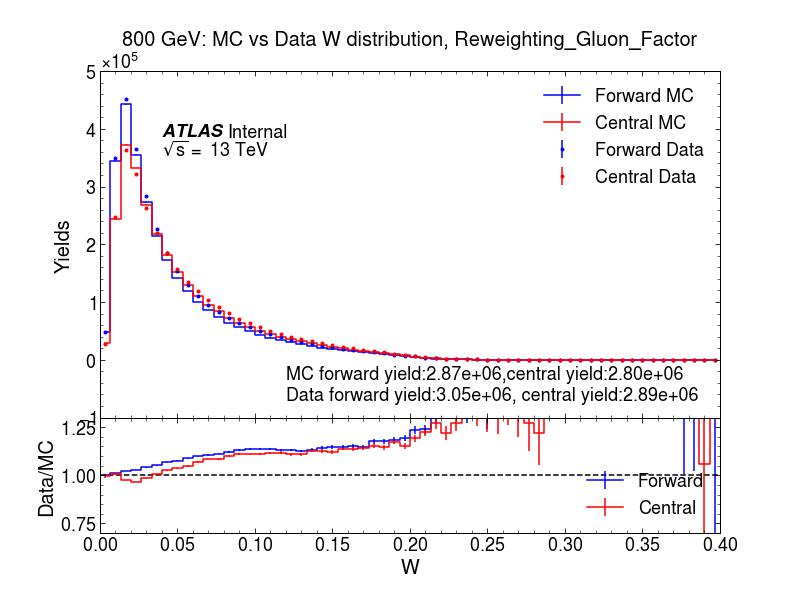 800 GeV: MC vs Data W distribution, Reweighting_Gluon_Factor
×10⁵
5
4
3
2
1
0
Yields
ATLAS Internal
√s = 13 TeV
Forward MC
Central MC
Forward Data
Central Data
MC forward yield:2.87e+06,central yield:2.80e+06
Data forward yield:3.05e+06, central yield:2.89e+06
1.25
1.00
0.75
Data/MC
Forward
Central
0.00 0.05 0.10 0.15 0.20 0.25 0.30 0.35 0.40
W